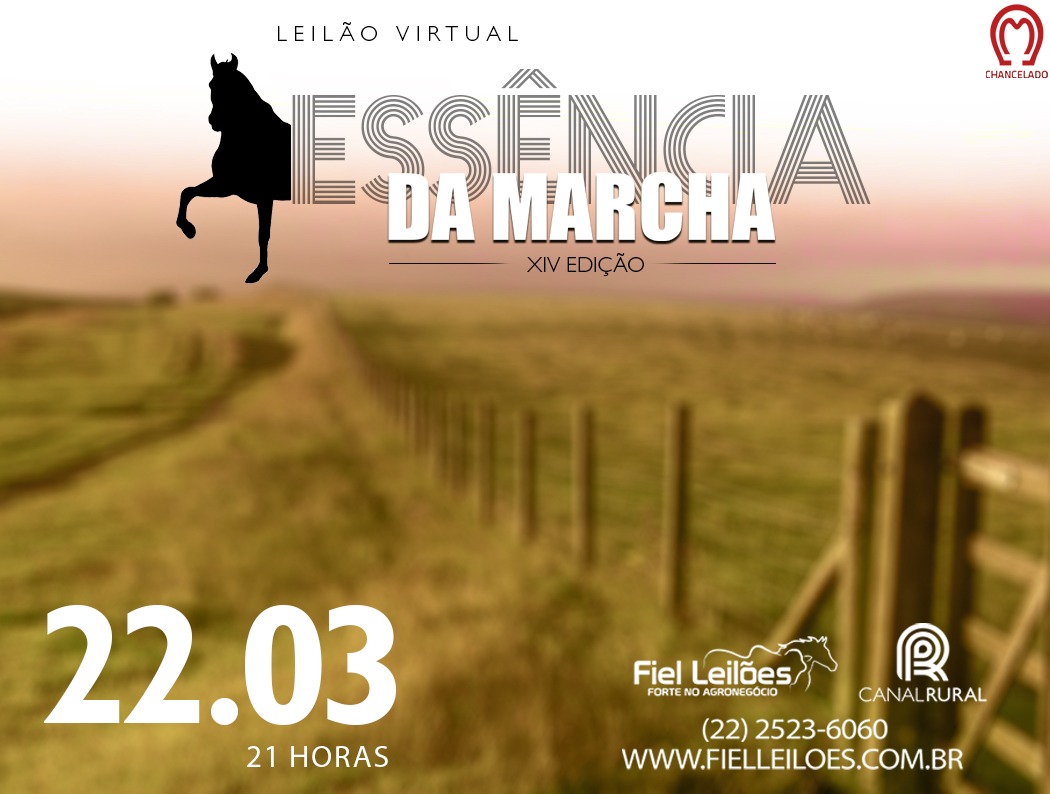 LEILÃO VIRTUAL
CHANCELADO
ESSÊNCIA
DA MARCHA
XIV EDIÇÃO
22.03
21 HORAS
Fiel Leilões
FORTE NO AGRONEGÓCIO
CANALRURAL
(22) 2523-6060
WWW.FIELLEILOES.COM.BR